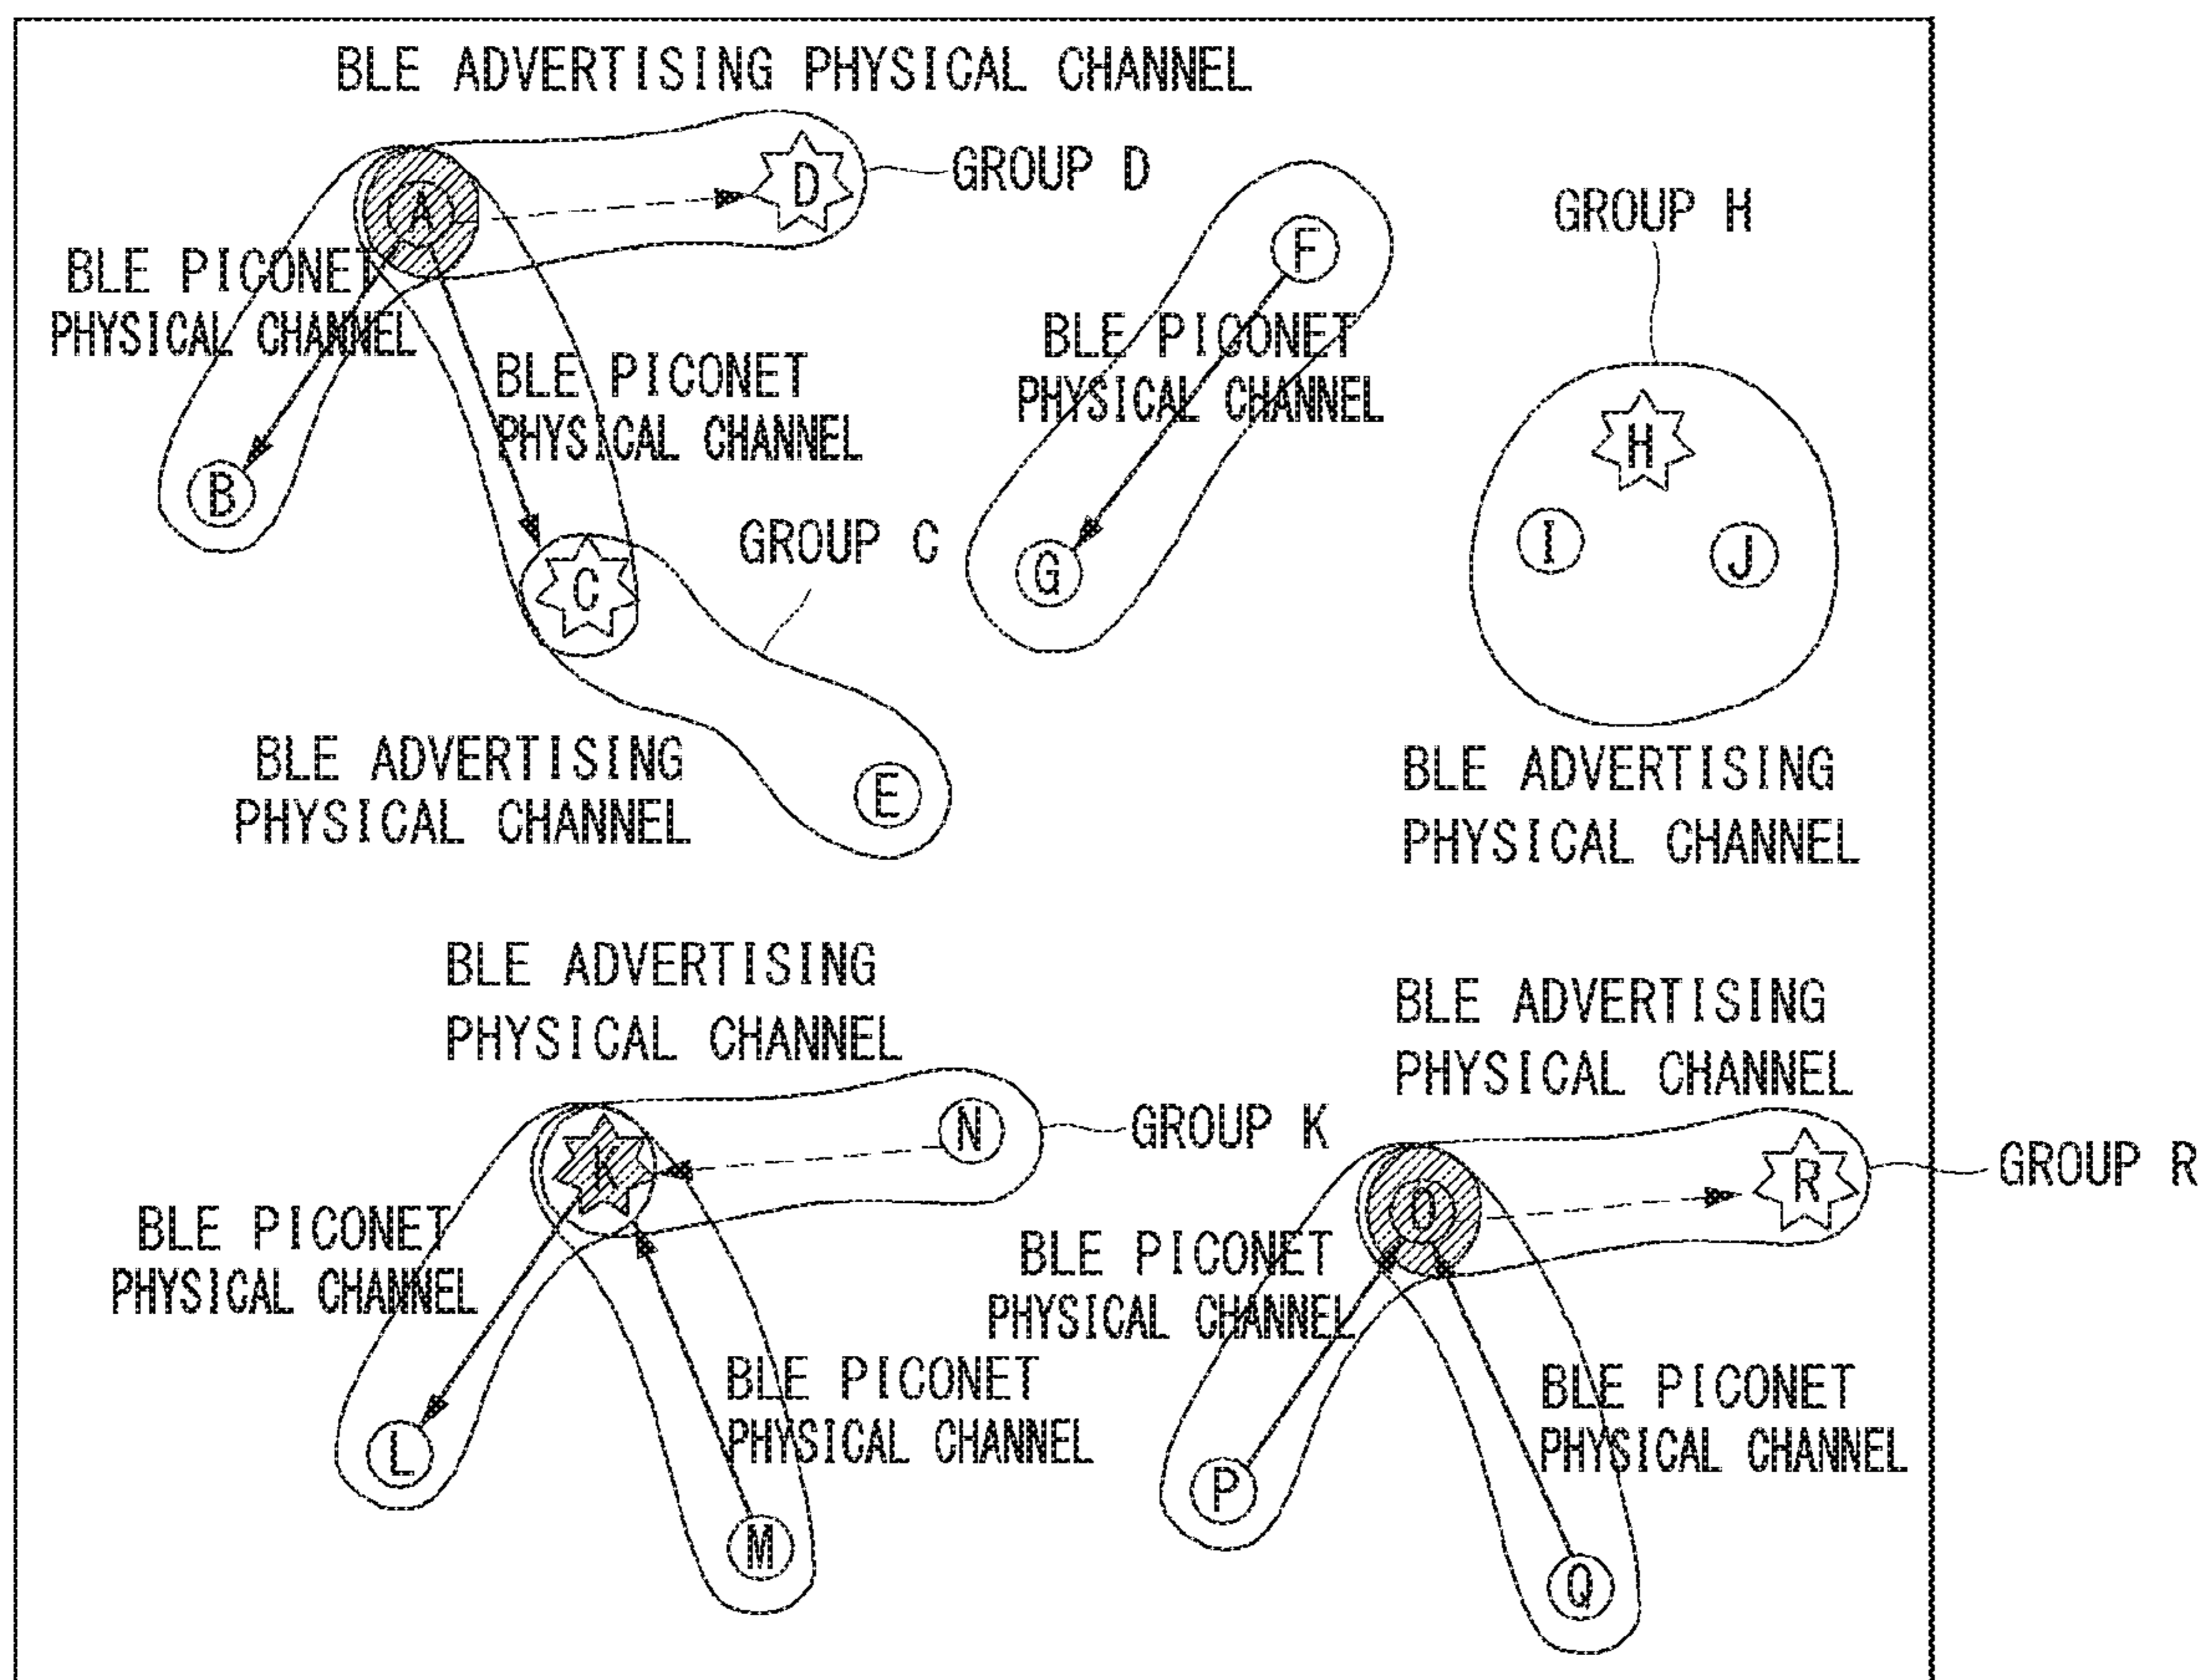 BLE ADVERTISING PHYSICAL CHANNEL
D
GROUP D
A
BLE PICONET
PHYSICAL CHANNEL
BLE PICONET
PHYSICAL CHANNEL
B
C
GROUP C
E
BLE ADVERTISING
PHYSICAL CHANNEL
F
BLE PICONET
PHYSICAL CHANNEL
G
GROUP H
H
I
J
BLE ADVERTISING
PHYSICAL CHANNEL
BLE ADVERTISING
PHYSICAL CHANNEL
N
GROUP K
K
BLE PICONET
PHYSICAL CHANNEL
BLE PICONET
PHYSICAL CHANNEL
L
M
BLE ADVERTISING
PHYSICAL CHANNEL
R
GROUP R
O
BLE PICONET
PHYSICAL CHANNEL
BLE PICONET
PHYSICAL CHANNEL
P
Q